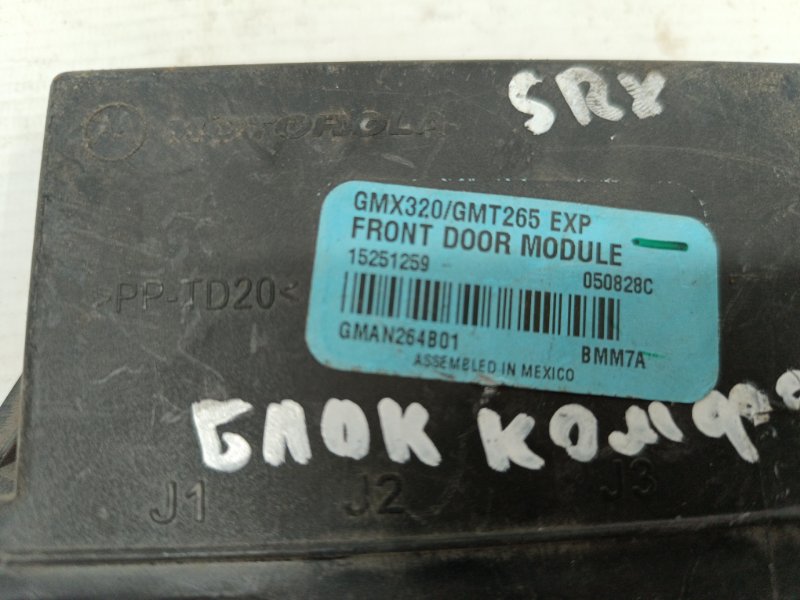 MOTOROLA
SRX
GMX320/GMT265 EXP
FRONT DOOR MODULE
15251259
050828C
>PP-TD20<
GMAN264B01
BMM7A
ASSEMBLED IN MEXICO
БЛОК
J1 J2 J3